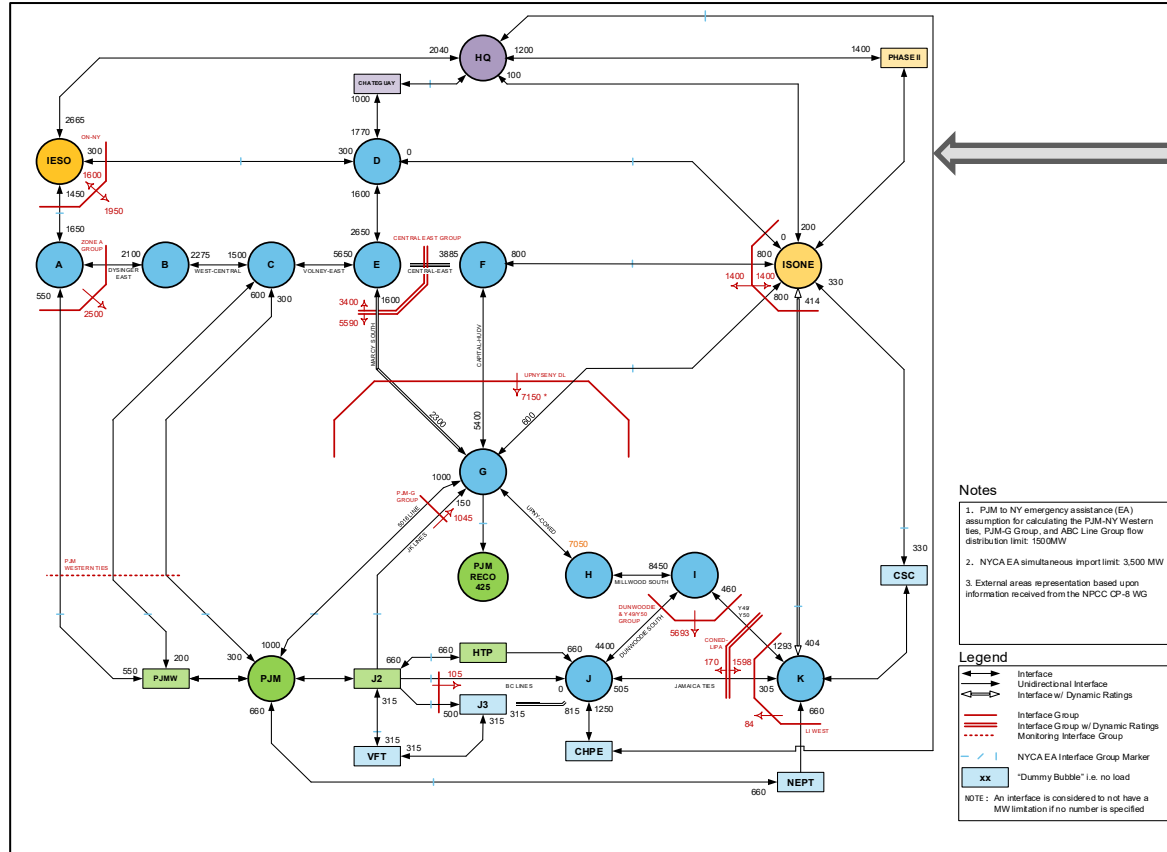 HQ
2040
1200
1400
PHASE II
100
CHATEGUAY
1000
2665
1770
ON-NY
IESO
300
300
D
0
1600
1450
1950
1600
1650
2650
200
0
ZONE A
GROUP
CENTRAL EAST GROUP
A
2100
B
2275
1500
C
5650
E
3885
F
800
800
ISONE
DYSINGER
EAST
WEST-CENTRAL
VOLNEY-EAST
CENTRAL-EAST
550
600
300
1400
1400
330
2500
3400
1600
800
414
5590
MARCY SOUTH
CAPITAL-HUDV
UPNYSENY DL
7150 *
2300
5400
600
G
1000
PJM-G
GROUP
150
1045
5018 LINE
JK LINES
UPNY-CONED
7050
PJM
RECO
425
H
8450
MILLWOOD SOUTH
I
460
PJM
WESTERN TIES
DUNWOODIE
& Y49/Y50
GROUP
Y49/
Y50
5693
DUNWOODIE SOUTH
CONED-
LIPA
330
CSC
1000
660
HTP
660
4400
1293
404
550
200
PJMW
300
PJM
J2
105
BC LINES
0
J
505
170
1598
JAMAICA TIES
305
K
660
315
500
J3
315
815
1250
660
84
LI WEST
315
315
VFT
315
CHPE
660
NEPT
Notes
1. PJM to NY emergency assistance (EA)
assumption for calculating the PJM-NY Western
ties, PJM-G Group, and ABC Line Group flow
distribution limit: 1500MW
2. NYCA EA simultaneous import limit: 3,500 MW
3. External areas representation based upon
information received from the NPCC CP-8 WG
Legend
Interface
Unidirectional Interface
Interface w/ Dynamic Ratings
Interface Group
Interface Group w/ Dynamic Ratings
Monitoring Interface Group
NYCA EA Interface Group Marker
xx
"Dummy Bubble" i.e. no load
NOTE: An interface is considered to not have a
MW limitation if no number is specified